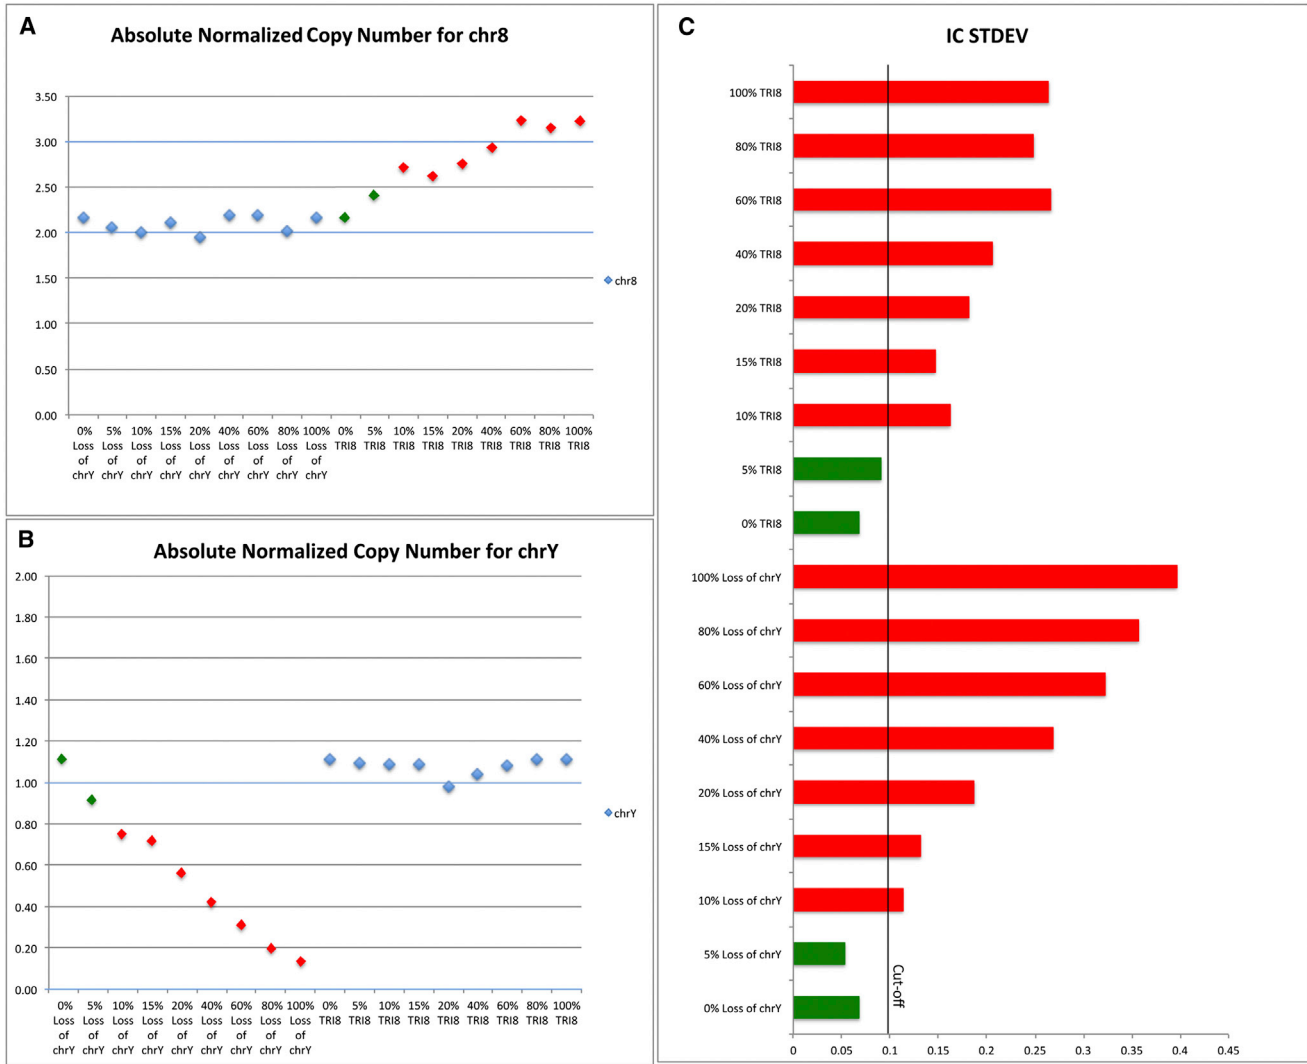 A
Absolute Normalized Copy Number for chr8
3.50
3.00
2.50
2.00
1.50
1.00
0.50
0.00
chr8
0% 5% 10% 15% 20% 40% 60% 80% 100% 0% 5% 10% 15% 20% 40% 60% 80% 100%
Loss Loss Loss Loss Loss Loss Loss Loss Loss TRI8 TRI8 TRI8 TRI8 TRI8 TRI8 TRI8 TRI8 TRI8
of of of of of of of of of
chrY chrY chrY chrY chrY chrY chrY chrY chrY
B
Absolute Normalized Copy Number for chrY
2.00
1.80
1.60
1.40
1.20
1.00
0.80
0.60
0.40
0.20
0.00
chrY
0% 5% 10% 15% 20% 40% 60% 80% 100% 0% 5% 10% 15% 20% 40% 60% 80% 100%
Loss Loss Loss Loss Loss Loss Loss Loss Loss TRI8 TRI8 TRI8 TRI8 TRI8 TRI8 TRI8 TRI8 TRI8
of of of of of of of of of
chrY chrY chrY chrY chrY chrY chrY chrY chrY
C
IC STDEV
100% TRI8
80% TRI8
60% TRI8
40% TRI8
20% TRI8
15% TRI8
10% TRI8
5% TRI8
0% TRI8
100% Loss of chrY
80% Loss of chrY
60% Loss of chrY
40% Loss of chrY
20% Loss of chrY
15% Loss of chrY
10% Loss of chrY
5% Loss of chrY
0% Loss of chrY
Cut-off
0 0.05 0.1 0.15 0.2 0.25 0.3 0.35 0.4 0.45